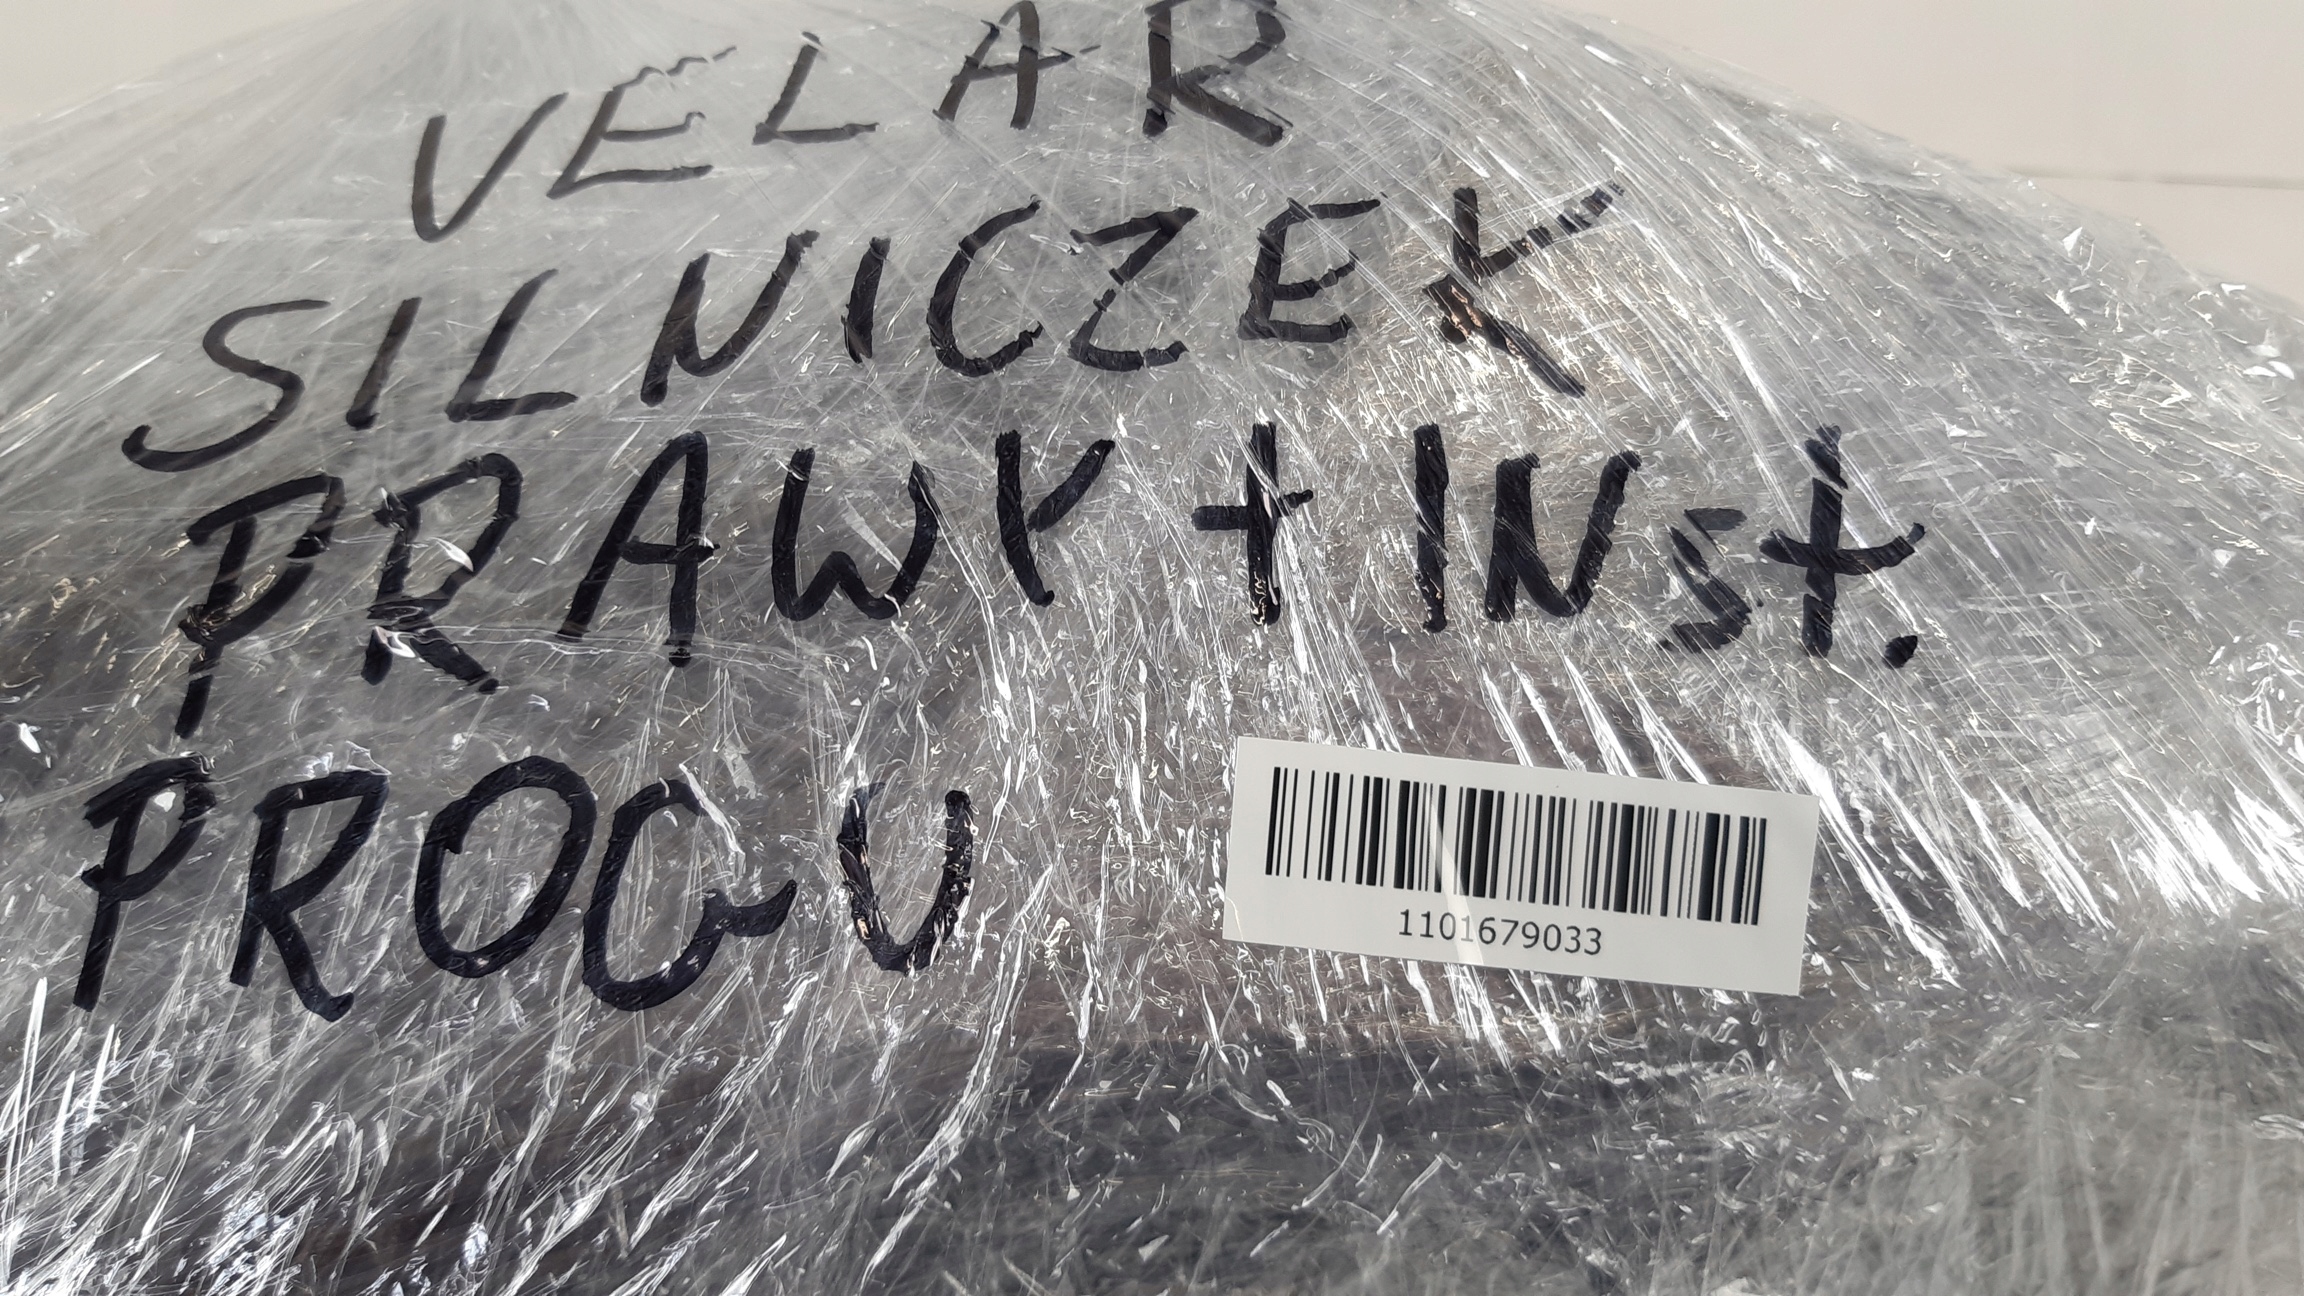 VELAR
SILNICZEK
PRAWY + INst.
PROGU
1101679033